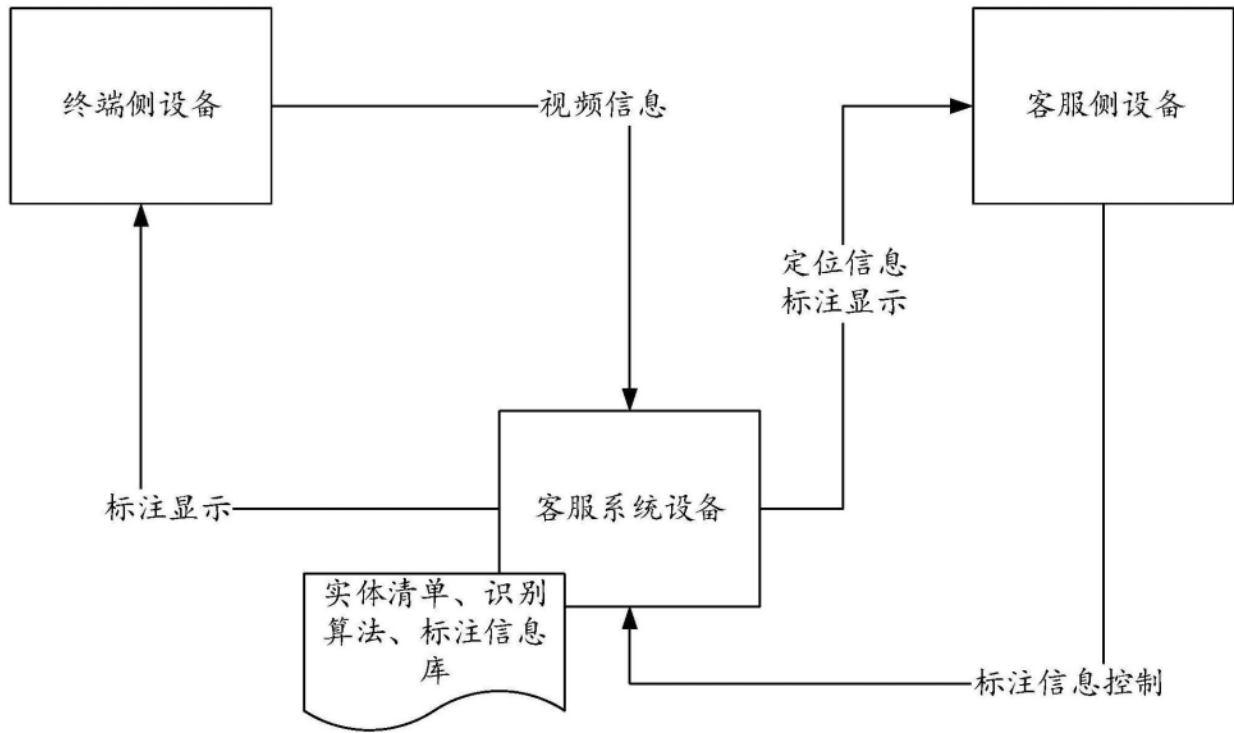 终端侧设备
视频信息
客服侧设备
定位信息
标注显示
标注显示
客服系统设备
实体清单、识别
算法、标注信息
库
标注信息控制